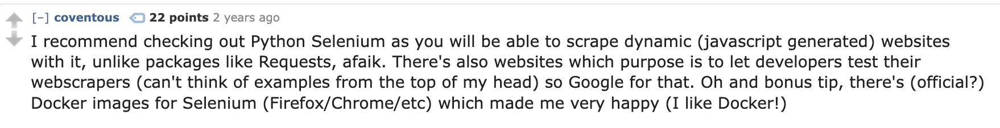 [–] coventous 22 points 2 years ago
I recommend checking out Python Selenium as you will be able to scrape dynamic (javascript generated) websites
with it, unlike packages like Requests, afaik. There's also websites which purpose is to let developers test their
webscrapers (can't think of examples from the top of my head) so Google for that. Oh and bonus tip, there's (official?)
Docker images for Selenium (Firefox/Chrome/etc) which made me very happy (I like Docker!)